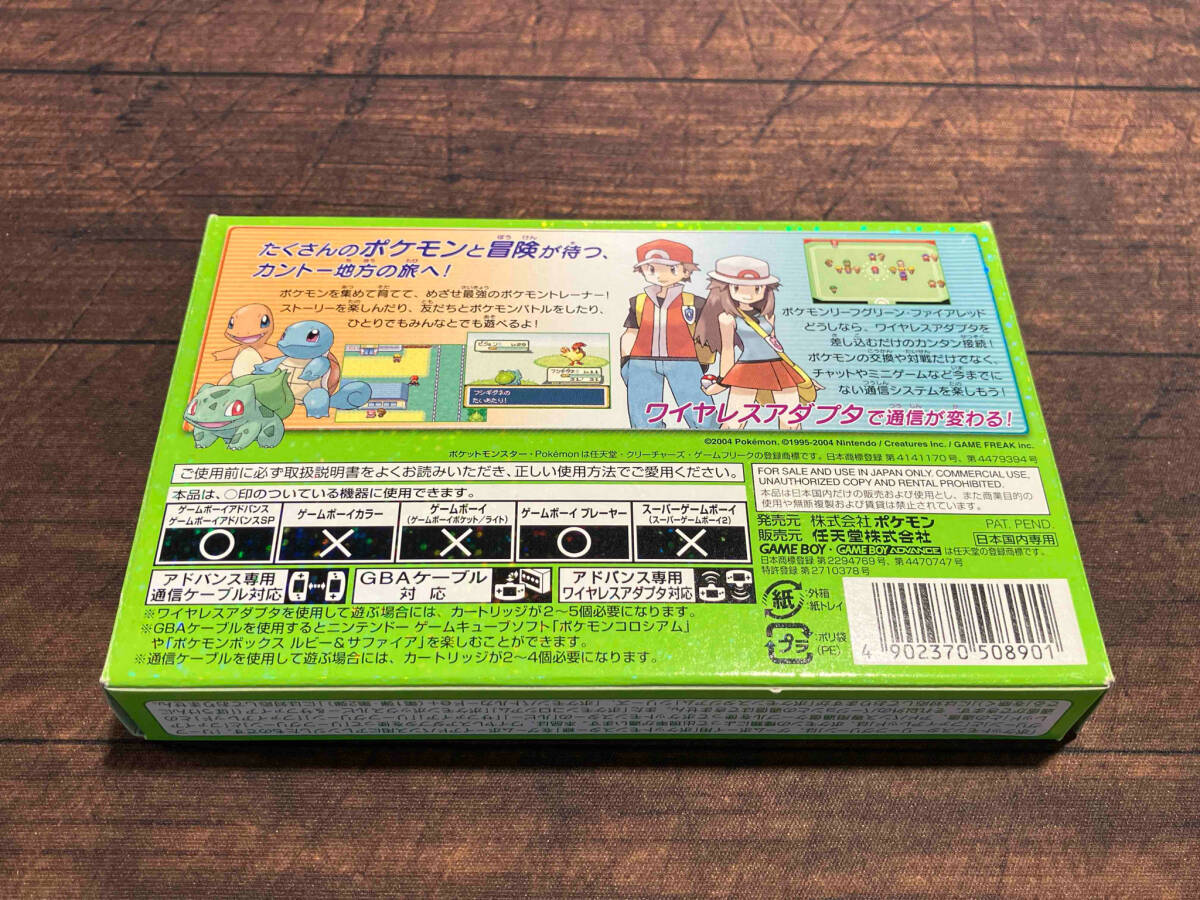 たくさんのポケモンと冒険が待つ、
カントー地方の旅へ！
ポケモンを集めて育てて、めざせ最強のポケモントレーナー！
ストーリーを楽しんだり、友だちとポケモンバトルをしたり、
ひとりでもみんなとでも遊べるよ！
フシギダネの
たいあたり！
ポケモンリーフグリーン・ファイアレッド
どうしなら、ワイヤレスアダプタを
差し込むだけのカンタン接続！
ポケモンの交換や対戦だけでなく、
チャットやミニゲームなど今までに
ない通信システムを楽しもう！
ワイヤレスアダプタで通信が変わる！
©2004 Pokémon. ©1995-2004 Nintendo / Creatures inc. / GAME FREAK inc.
ポケットモンスター・Pokémonは任天堂・クリーチャーズ・ゲームフリークの登録商標です。日本商標登録 第4141170号、第4479394号
ご使用前に必ず取扱説明書をよくお読みいただき、正しい使用方法でご愛用ください。
本品は、○印のついている機器に使用できます。
ゲームボーイアドバンス
ゲームボーイアドバンスSP
○
ゲームボーイカラー
×
ゲームボーイ
(ゲームボーイポケット/ライト)
×
ゲームボーイ プレーヤー
○
スーパーゲームボーイ
(スーパーゲームボーイ2)
×
アドバンス専用
通信ケーブル対応
GBAケーブル
対応
アドバンス専用
ワイヤレスアダプタ対応
※ワイヤレスアダプタを使用して遊ぶ場合には、カートリッジが2〜5個必要になります。
※GBAケーブルを使用するとニンテンドー ゲームキューブソフト「ポケモンコロシアム」
や「ポケモンボックス ルビー&サファイア」を楽しむことができます。
※通信ケーブルを使用して遊ぶ場合には、カートリッジが2〜4個必要になります。
FOR SALE AND USE IN JAPAN ONLY. COMMERCIAL USE,
UNAUTHORIZED COPY AND RENTAL PROHIBITED.
本品は日本国内だけの販売および使用とし、また商業目的の
使用や無断複製および賃貸は禁止されています。
発売元 株式会社ポケモン
PAT. PEND.
販売元 任天堂株式会社
日本国内専用
GAME BOY・GAME BOY ADVANCE は任天堂の登録商標です。
日本商標登録 第2294769号、第4470747号
特許登録 第2710378号
紙
:外箱
:紙トレイ
プラ
:ポリ袋
(PE)
4 902370 508901